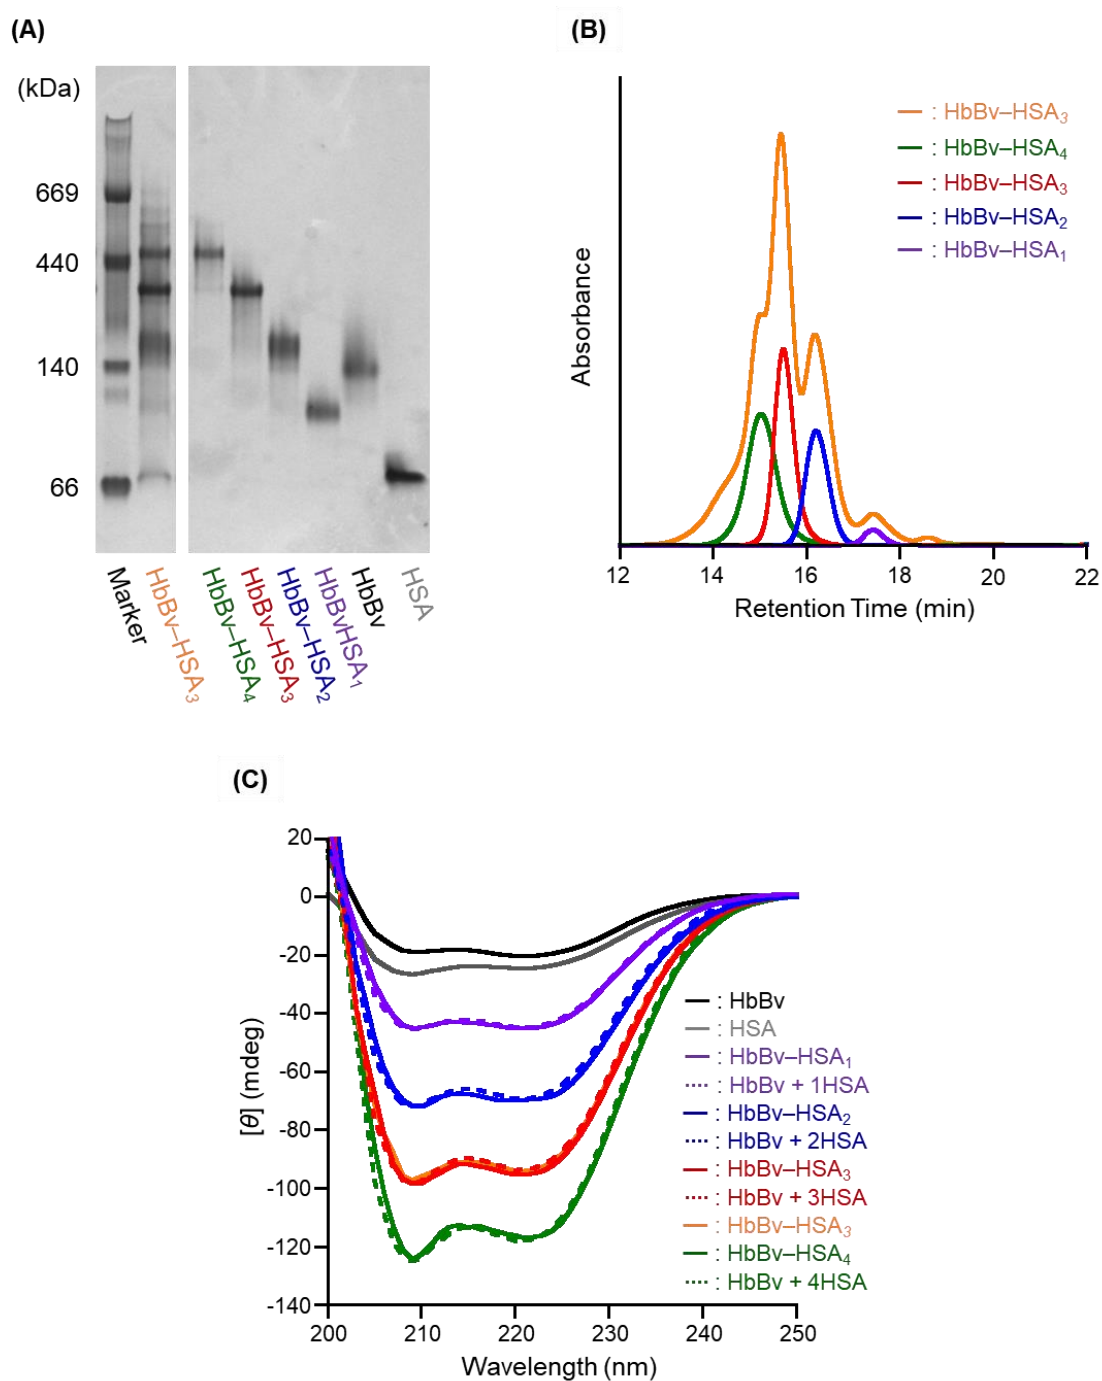 (A)
(kDa)
669
440
140
66
Marker
HbBv–HSA₃
HbBv–HSA₄
HbBv–HSA₃
HbBv–HSA₂
HbBvHSA₁
HbBv
HSA
(B)
Absorbance
: HbBv–HSA₃
: HbBv–HSA₄
: HbBv–HSA₃
: HbBv–HSA₂
: HbBv–HSA₁
12 14 16 18 20 22
Retention Time (min)
(C)
[θ] (mdeg)
20
0
-20
-40
-60
-80
-100
-120
-140
: HbBv
: HSA
: HbBv–HSA₁
: HbBv + 1HSA
: HbBv–HSA₂
: HbBv + 2HSA
: HbBv–HSA₃
: HbBv + 3HSA
: HbBv–HSA₃
: HbBv–HSA₄
: HbBv + 4HSA
200 210 220 230 240 250
Wavelength (nm)